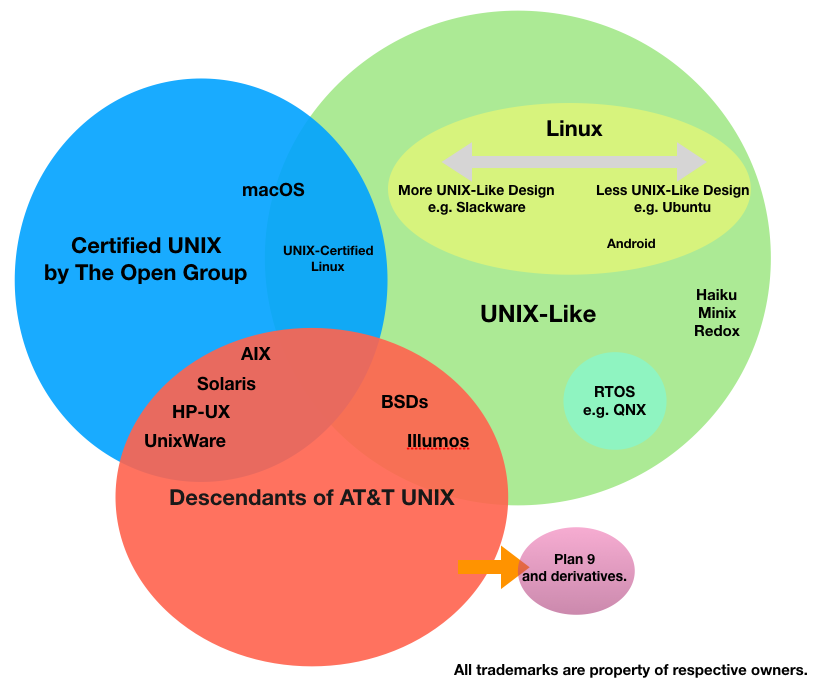 Linux
More UNIX-Like Design
e.g. Slackware
Less UNIX-Like Design
e.g. Ubuntu
Android
macOS
UNIX-Certified
Linux
Certified UNIX
by The Open Group
UNIX-Like
Haiku
Minix
Redox
AIX
Solaris
HP-UX
UnixWare
BSDs
Illumos
RTOS
e.g. QNX
Descendants of AT&T UNIX
Plan 9
and derivatives.
All trademarks are property of respective owners.